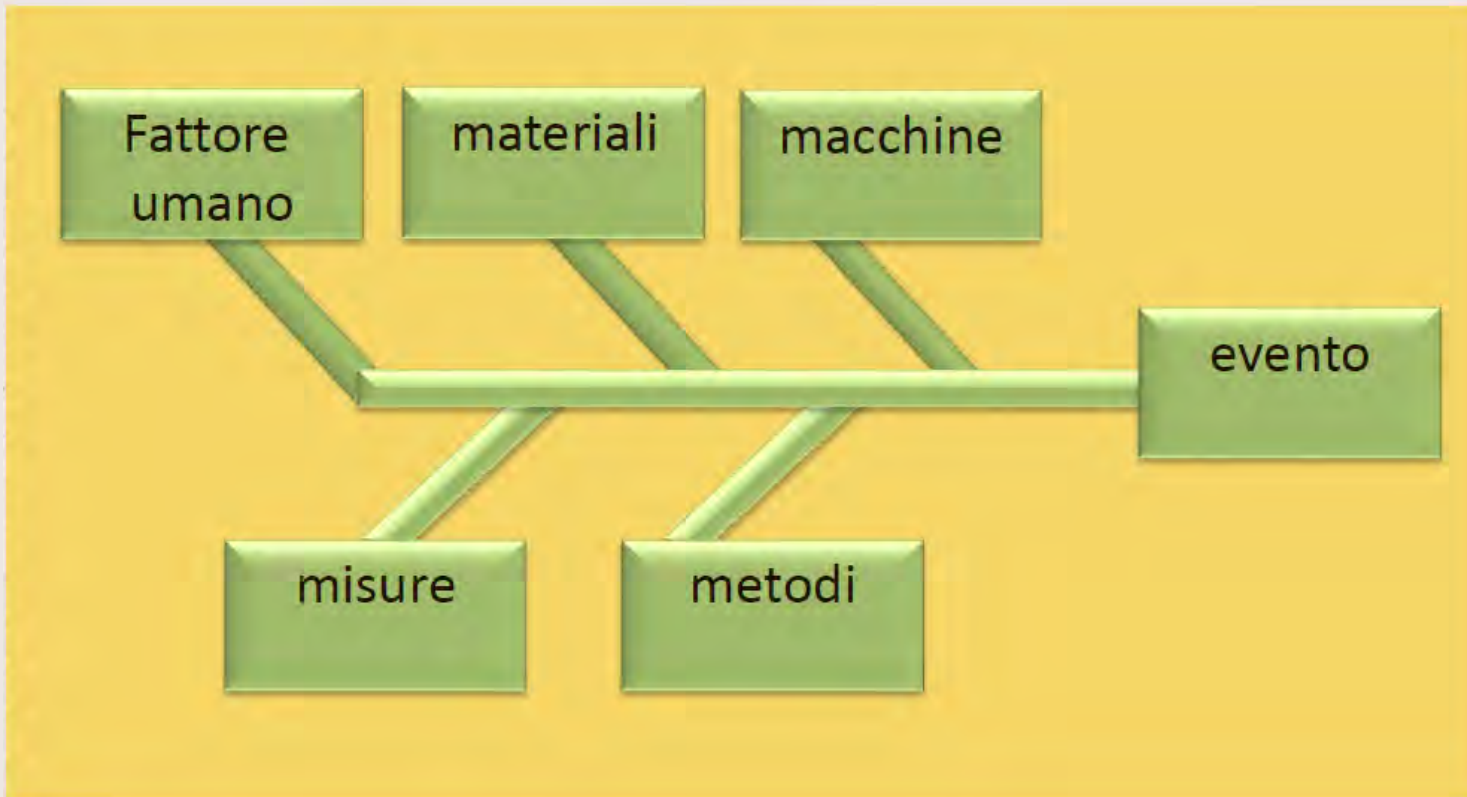 Fattore
umano
materiali
macchine
evento
misure
metodi